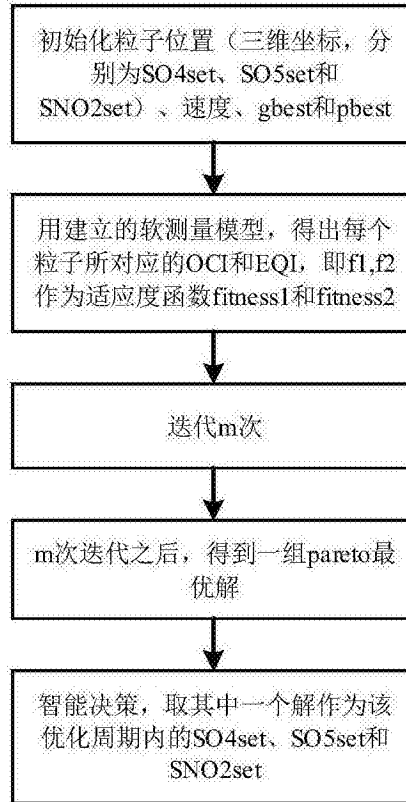 初始化粒子位置（三维坐标，分
别为SO4set、SO5set和
SNO2set）、速度、gbest和pbest
用建立的软测量模型，得出每个
粒子所对应的OCI和EQI，即f1,f2
作为适应度函数fitness1和fitness2
迭代m次
m次迭代之后，得到一组pareto最
优解
智能决策，取其中一个解作为该
优化周期内的SO4set、SO5set和
SNO2set